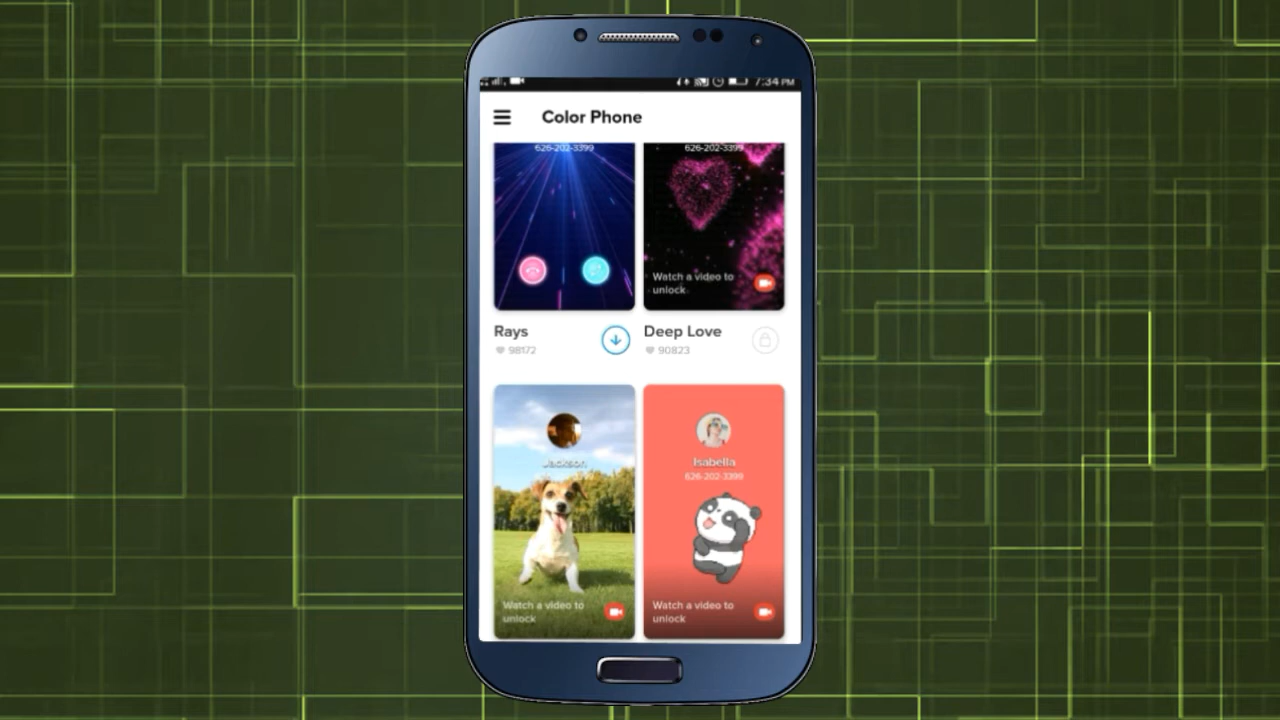 7:34 PM
Color Phone
626-202-3399
626-202-3399
Watch a video to
unlock
Rays
98172
Deep Love
90823
Jackson
Isabella
626-202-3399
Watch a video to
unlock
Watch a video to
unlock